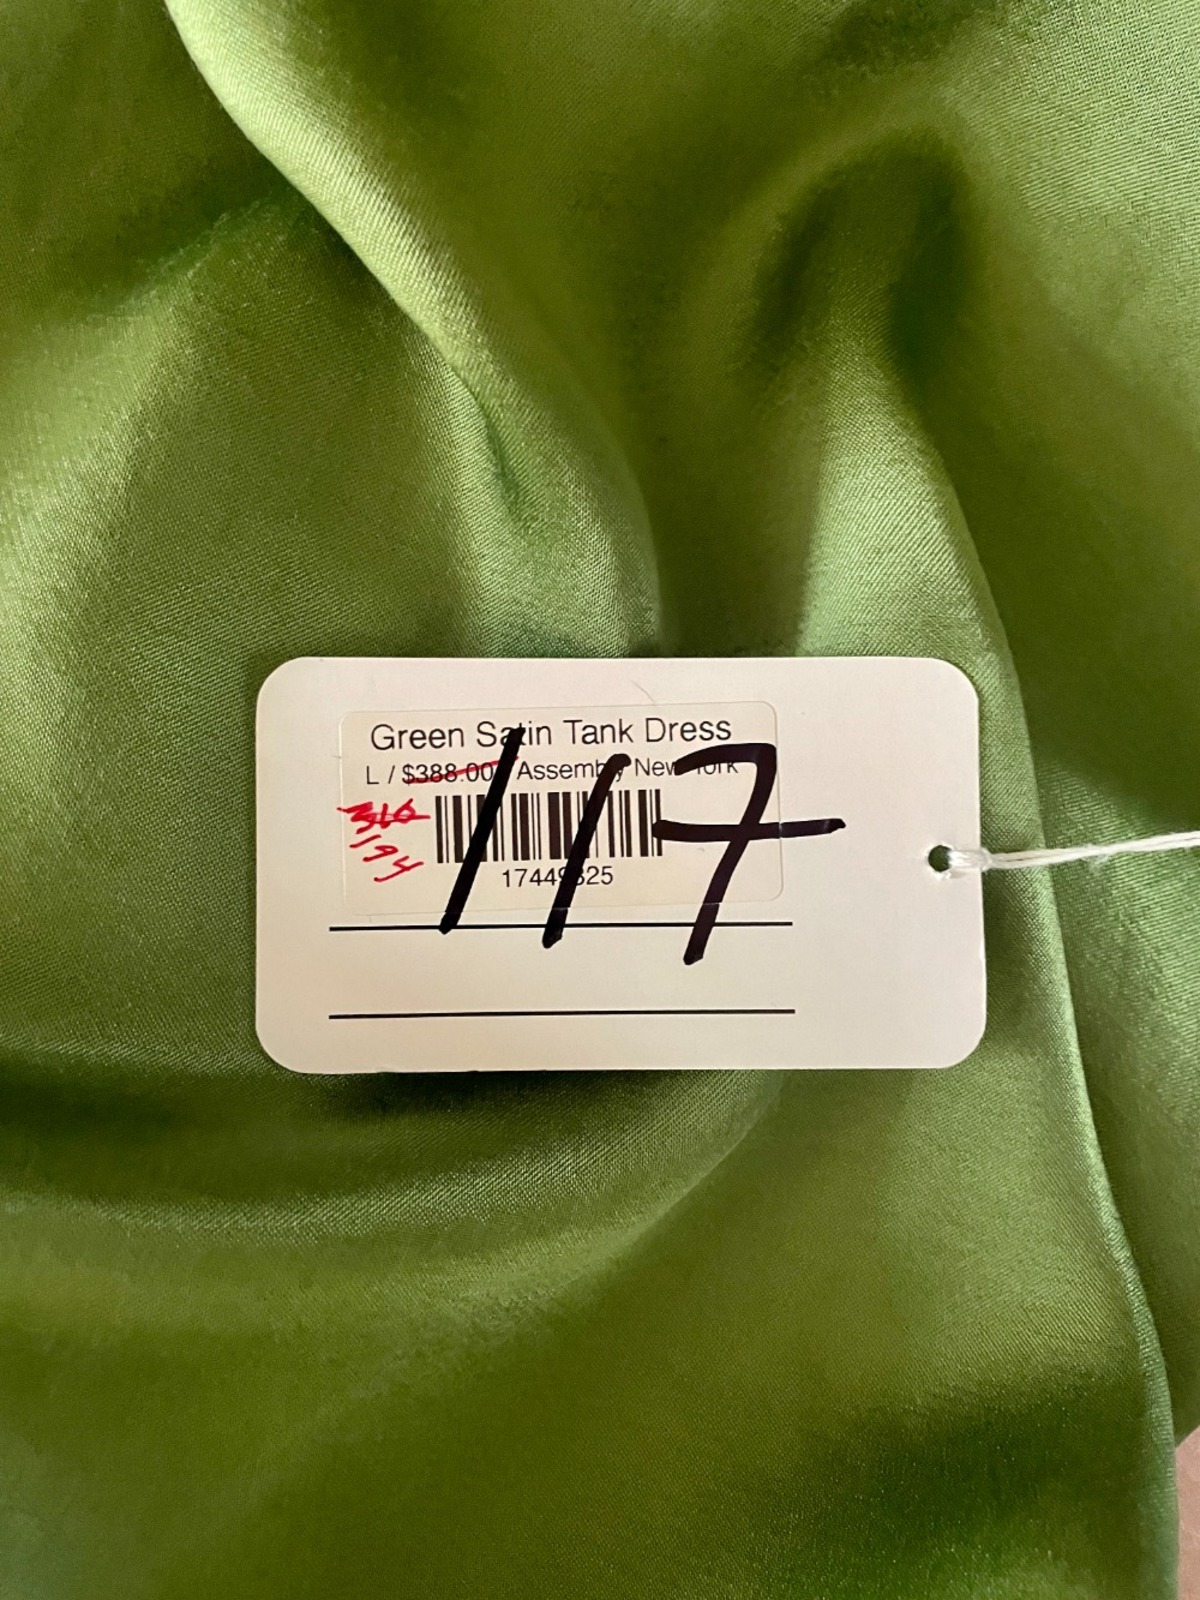 Green Satin Tank Dress
L / $388.00 Assembly New York
310
194
117
17449325